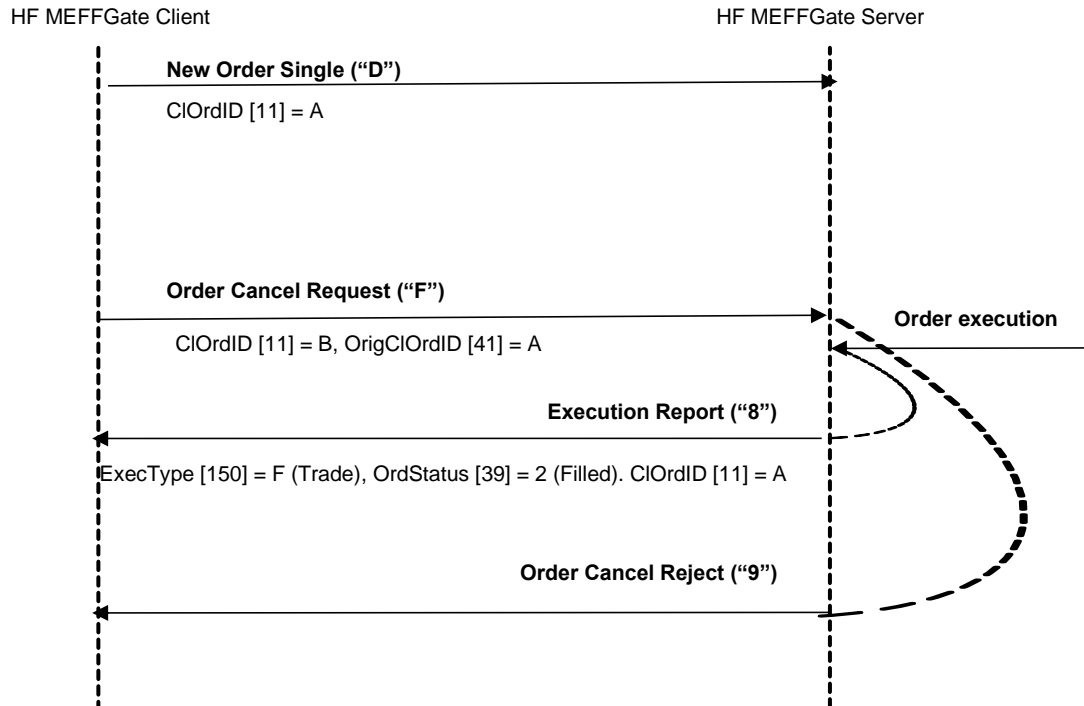 HF MEFFGate Client
HF MEFFGate Server
New Order Single (“D”)
ClOrdID [11] = A
Order Cancel Request (“F”)
Order execution
ClOrdID [11] = B, OrigClOrdID [41] = A
Execution Report (“8”)
ExecType [150] = F (Trade), OrdStatus [39] = 2 (Filled). ClOrdID [11] = A
Order Cancel Reject (“9”)